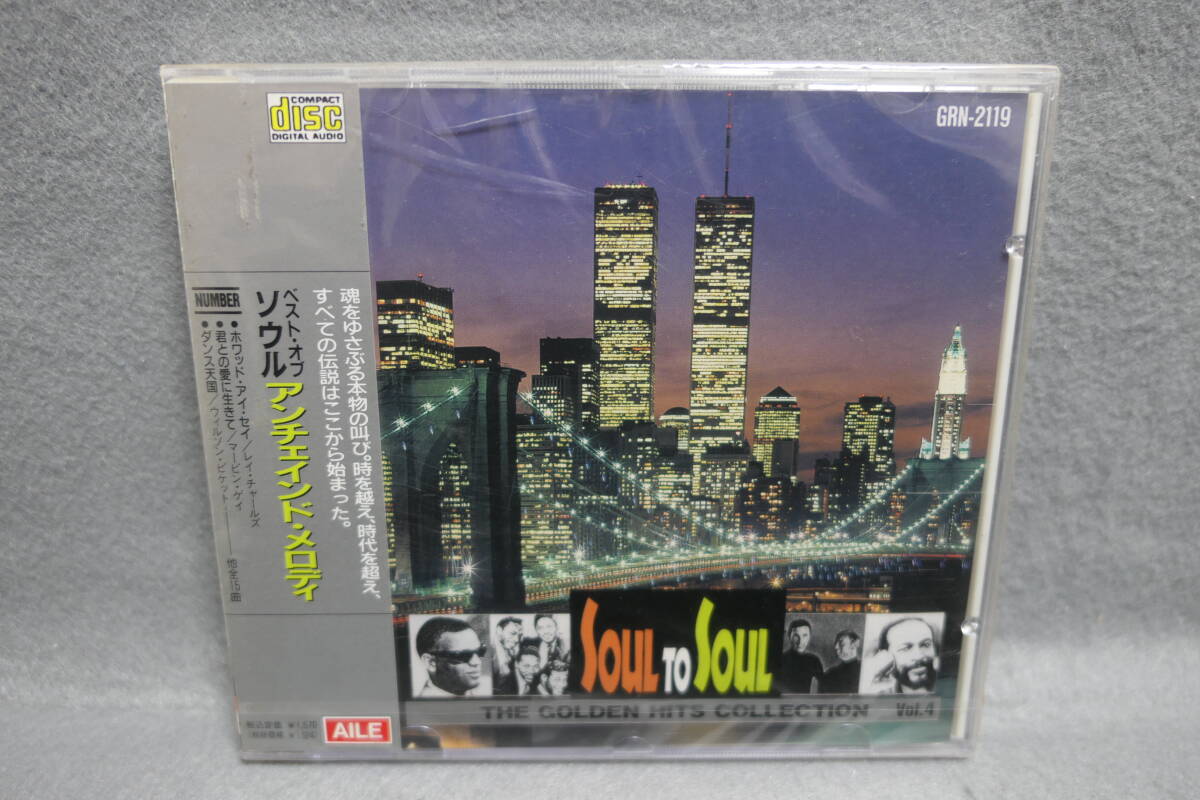 COMPACT
disc
DIGITAL AUDIO
GRN-2119
ベスト・オブ
ソウル アンチェインド・メロディ
魂をゆさぶる本物の叫び。時を越え、時代を超え、
すべての伝説はここから始まった。
NUMBER
●ホワッド・アイ・セイ/レイ・チャールズ
●君との愛に生きて/マービン・ゲイ
●ダンス天国/ウィルソン・ピケット
他全15曲
SOUL TO SOUL
THE GOLDEN HITS COLLECTION Vol.4
税込定価
AILE